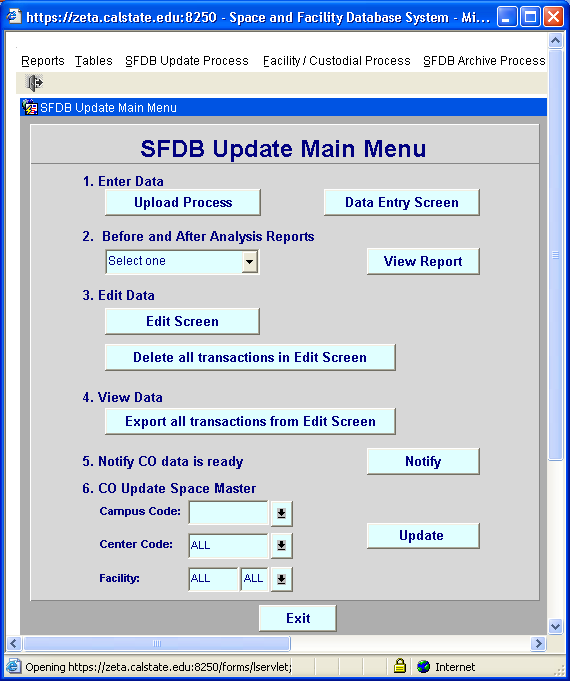 https://zeta.calstate.edu:8250 - Space and Facility Database System - Mi...
Reports Tables SFDB Update Process Facility / Custodial Process SFDB Archive Process
SFDB Update Main Menu
SFDB Update Main Menu
1. Enter Data
Upload Process Data Entry Screen
2. Before and After Analysis Reports
Select one View Report
3. Edit Data
Edit Screen
Delete all transactions in Edit Screen
4. View Data
Export all transactions from Edit Screen
5. Notify CO data is ready Notify
6. CO Update Space Master
Campus Code:
Center Code: ALL Update
Facility: ALL ALL
Exit
Opening https://zeta.calstate.edu:8250/forms/lservlet; Internet